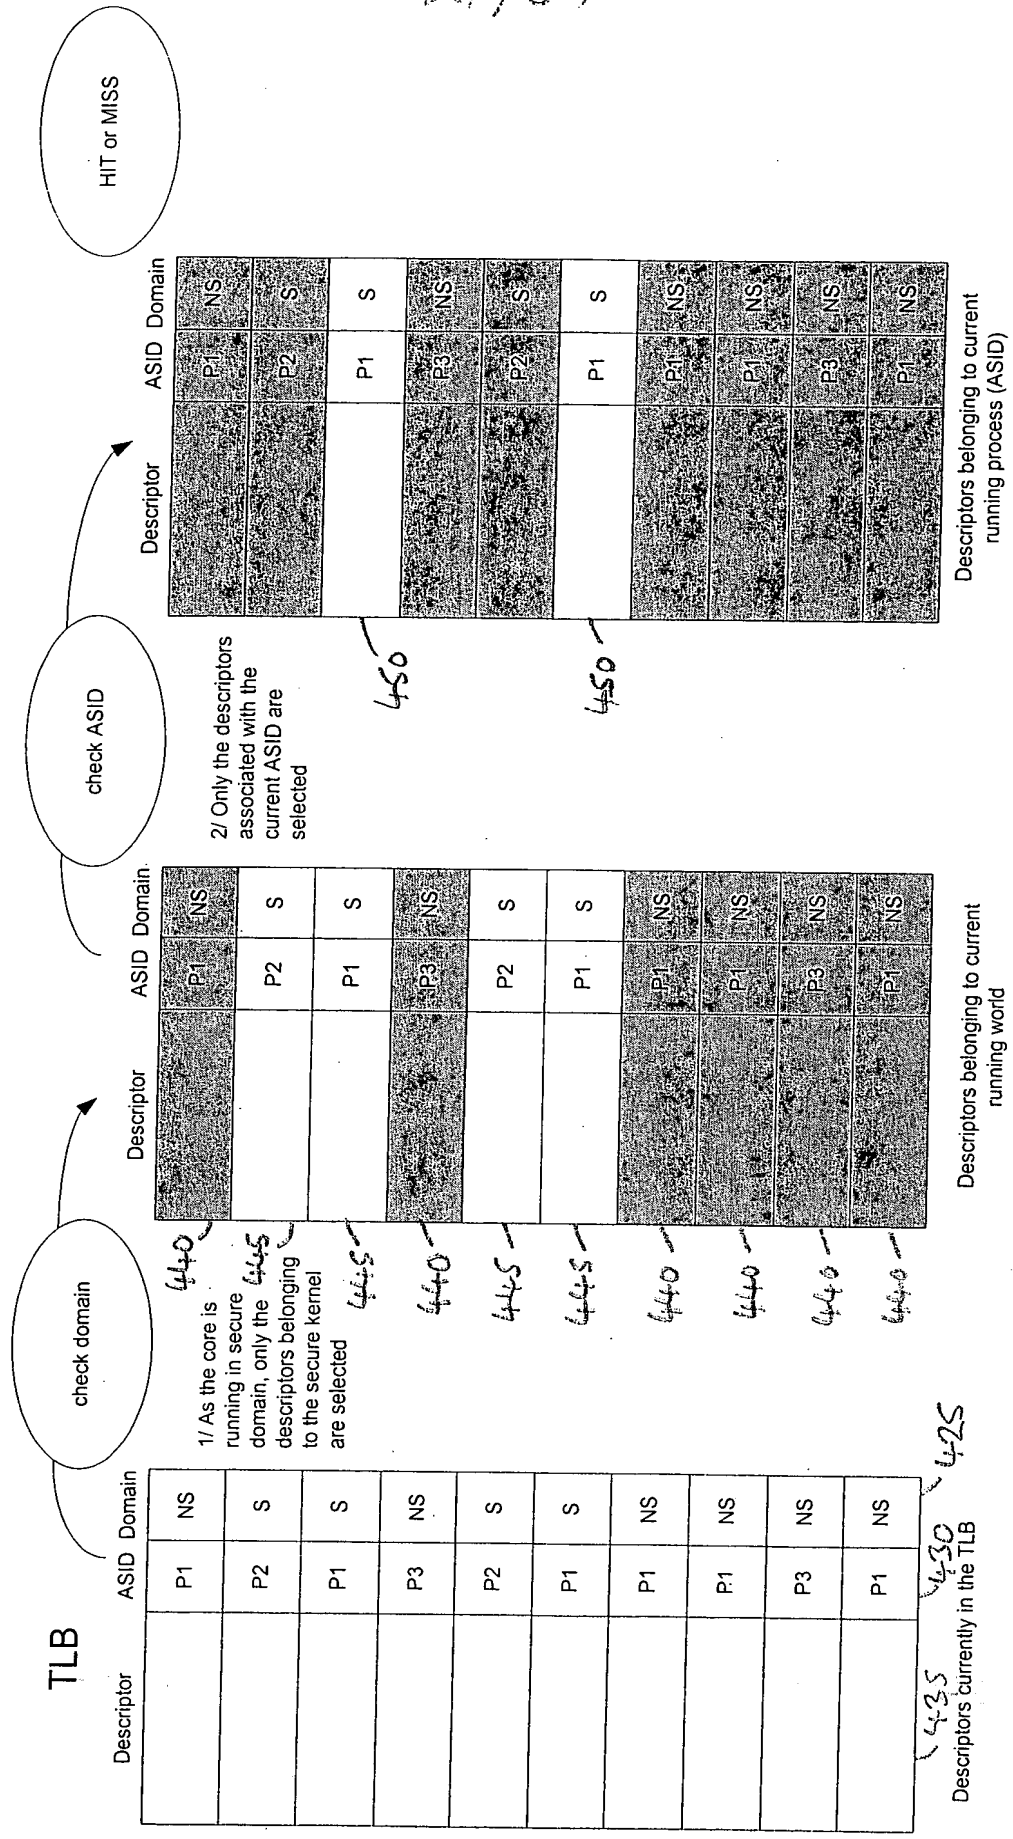 TLB
check domain
check ASID
HIT or MISS
Descriptor ASID Domain
P1 NS
P2 S
P1 S
P3 NS
P2 S
P1 S
P1 NS
P1 NS
P3 NS
P1 NS
435
430
425
Descriptors currently in the TLB
1/ As the core is
running in secure
domain, only the
descriptors belonging
to the secure kernel
are selected
Descriptor ASID Domain
440 P1 NS
445 P2 S
445 P1 S
440 P3 NS
445 P2 S
445 P1 S
440 P1 NS
440 P1 NS
440 P3 NS
440 P1 NS
Descriptors belonging to current
running world
2/ Only the descriptors
associated with the
current ASID are
selected
Descriptor ASID Domain
P1 NS
P2 S
450 P1 S
P3 NS
P2 S
450 P1 S
P1 NS
P1 NS
P3 NS
P1 NS
Descriptors belonging to current
running process (ASID)